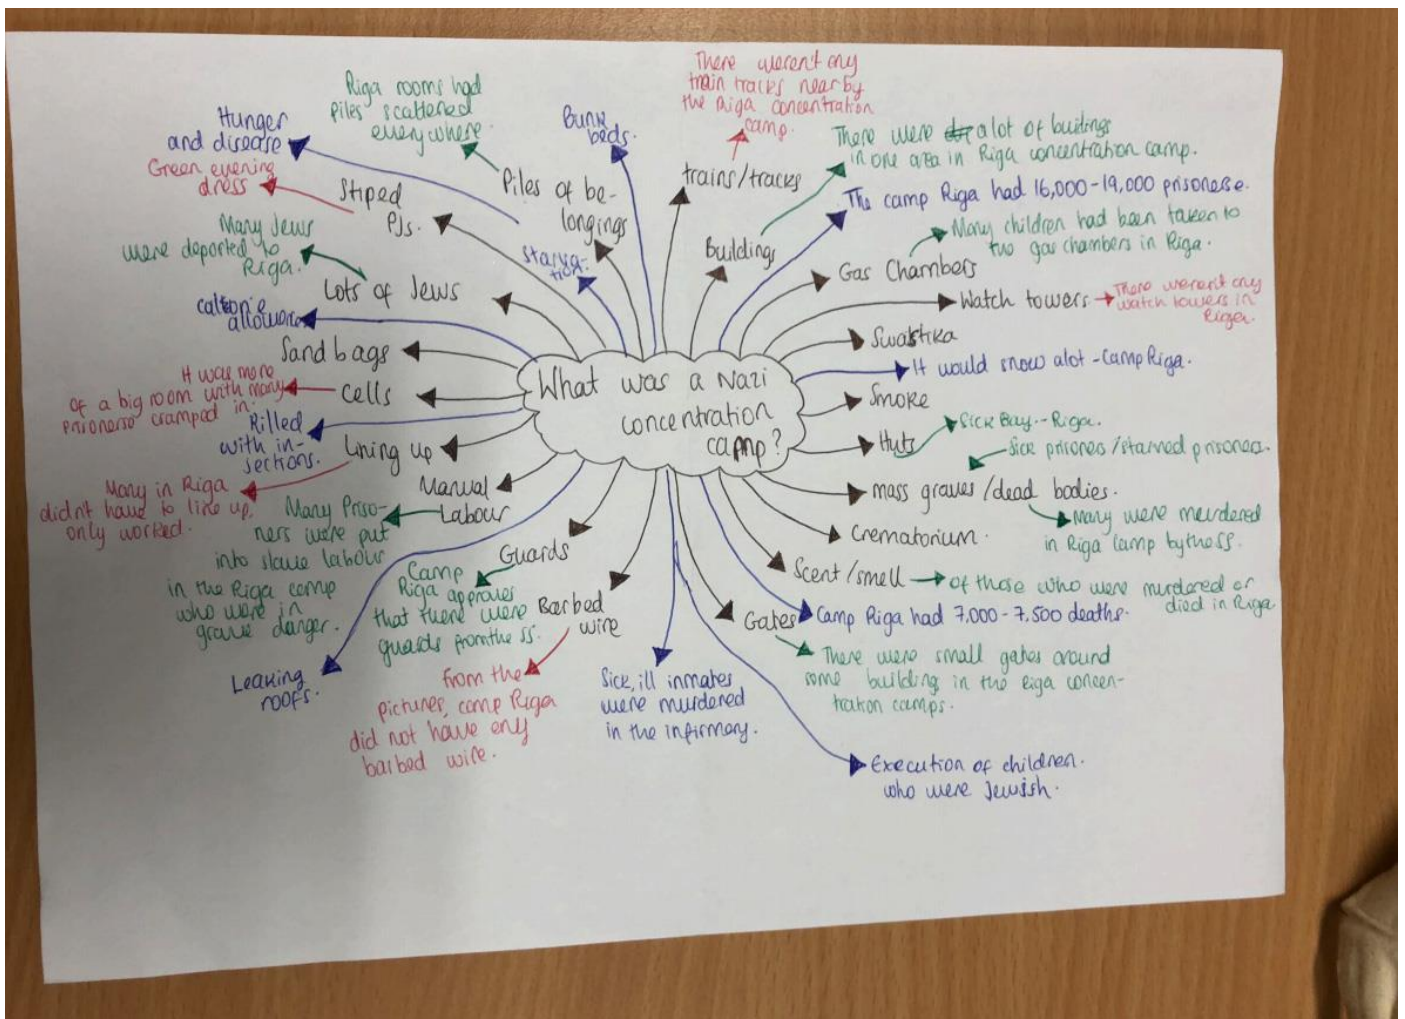 What was a Nazi
concentration
camp?
There weren't any
train tracks nearby
the Riga concentration
camp.
trains/tracks
There were a lot of buildings
in one area in Riga concentration camp.
Buildings
The camp Riga had 16,000-19,000 prisonese.
Many children had been taken to
two gas chambers in Riga.
Gas Chambers
Watch towers
There weren't any
watch towers in
Riga.
Swastika
It would snow alot - Camp Riga.
Smoke
Huts
Sick Bay - Riga.
Sick prisoners/starved prisoners.
mass graves/dead bodies.
Many were murdered
in Riga camp by the SS.
Crematorium.
Scent/smell
of those who were murdered or
died in Riga.
Camp Riga had 7,000-7,500 deaths.
Gates
There were small gates around
some building in the Riga concen-
tration camps.
Execution of children.
who were Jewish.
Sick, ill inmates
were murdered
in the infirmary.
Barbed
wire
from the
pictures, camp Riga
did not have any
barbed wire.
Guards
Camp
Riga approves
that there were
guards from the SS.
Leaking
roofs.
Manual
Labour
Many Priso-
ners were put
into slave labour
in the Riga camp
who were in
grave danger.
Lining up
Many in Riga
didn't have to line up,
only worked.
Rilled
with in-
sections.
Cells
It was more
of a big room with many
prisonerso cramped in.
Sand bags
allowance
Lots of Jews
Many Jews
were deported to
Riga.
Stiped
PJs.
Green evening
dress
Hunger
and disease
starva-
tion.
Piles of be-
longings
Riga rooms had
Piles scattered
everywhere.
Bunk
beds.